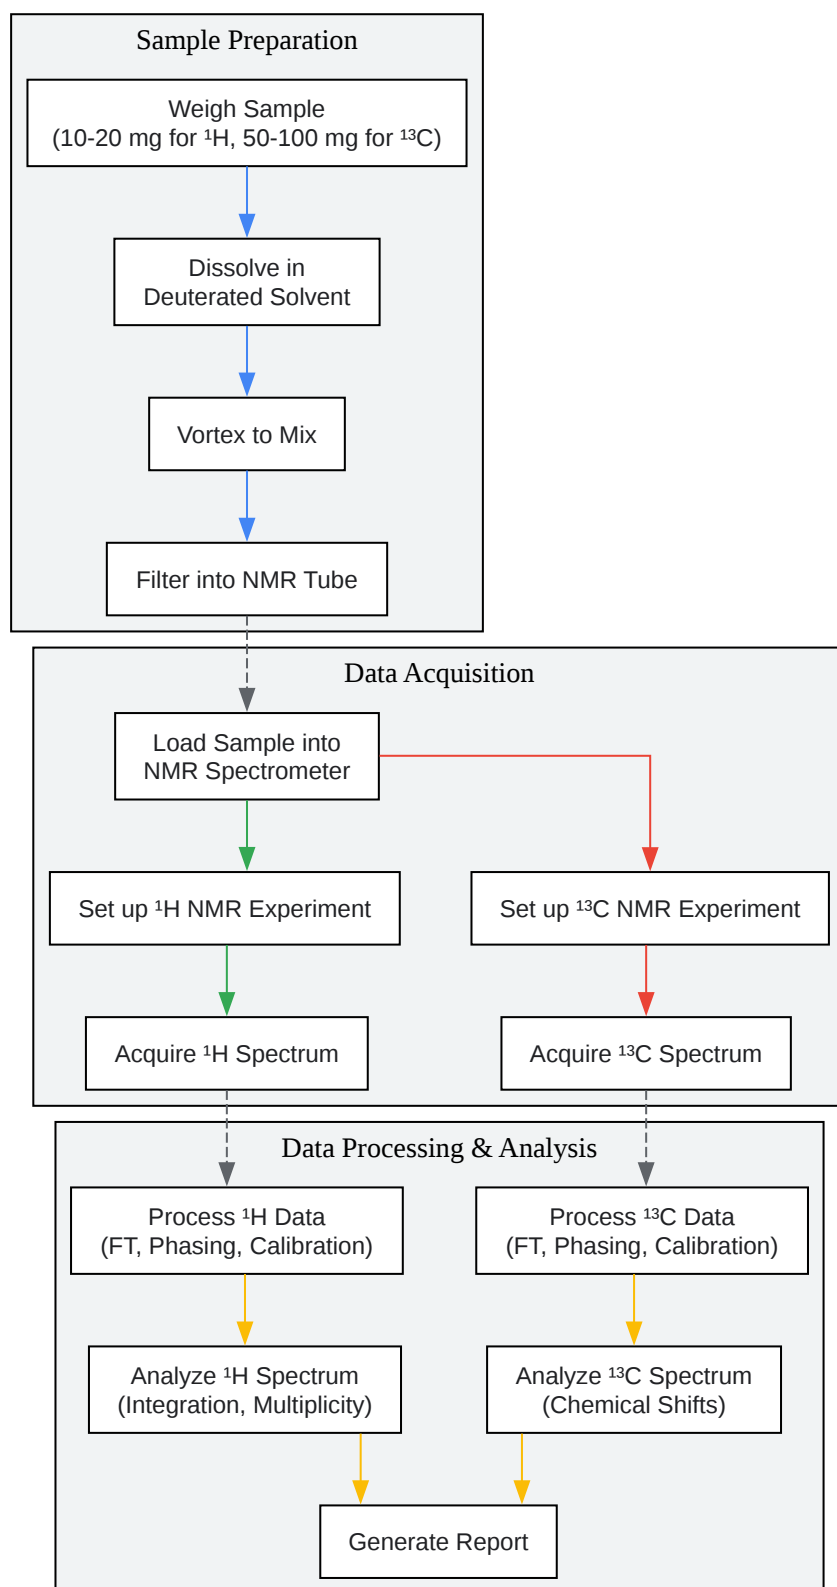 Sample Preparation
Weigh Sample
(10-20 mg for ¹H, 50-100 mg for ¹³C)
Dissolve in
Deuterated Solvent
Vortex to Mix
Filter into NMR Tube
Data Acquisition
Load Sample into
NMR Spectrometer
Set up ¹H NMR Experiment
Set up ¹³C NMR Experiment
Acquire ¹H Spectrum
Acquire ¹³C Spectrum
Data Processing & Analysis
Process ¹H Data
(FT, Phasing, Calibration)
Process ¹³C Data
(FT, Phasing, Calibration)
Analyze ¹H Spectrum
(Integration, Multiplicity)
Analyze ¹³C Spectrum
(Chemical Shifts)
Generate Report